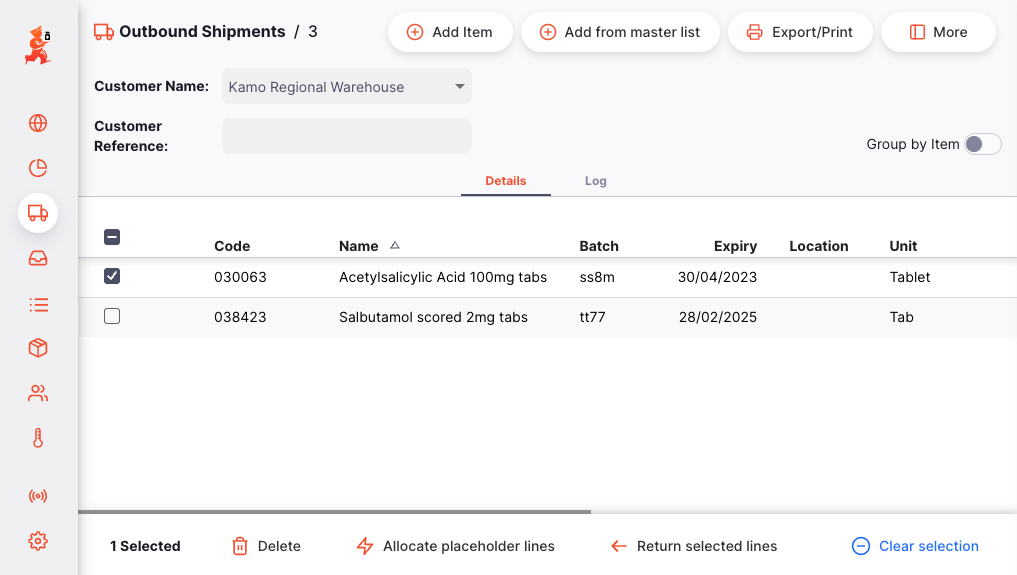 Outbound Shipments / 3
Add Item
Add from master list
Export/Print
More
Customer Name:
Kamo Regional Warehouse
Customer
Reference:
Group by Item
Details
Log
Code Name Batch Expiry Location Unit
030063 Acetylsalicylic Acid 100mg tabs ss8m 30/04/2023 Tablet
038423 Salbutamol scored 2mg tabs tt77 28/02/2025 Tab
1 Selected
Delete
Allocate placeholder lines
Return selected lines
Clear selection